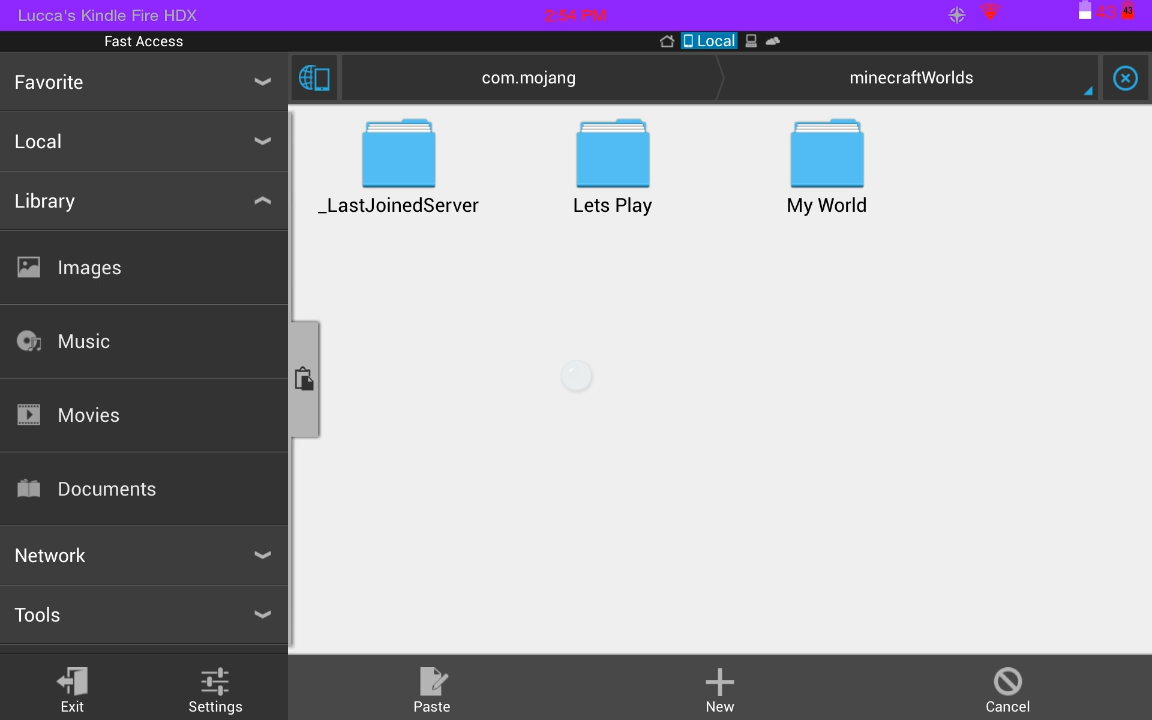 Lucca's Kindle Fire HDX
2:54 PM
43
43
Fast Access
Local
Favorite
com.mojang
minecraftWorlds
Local
Library
_LastJoinedServer
Lets Play
My World
Images
Music
Movies
Documents
Network
Tools
Exit
Settings
Paste
New
Cancel